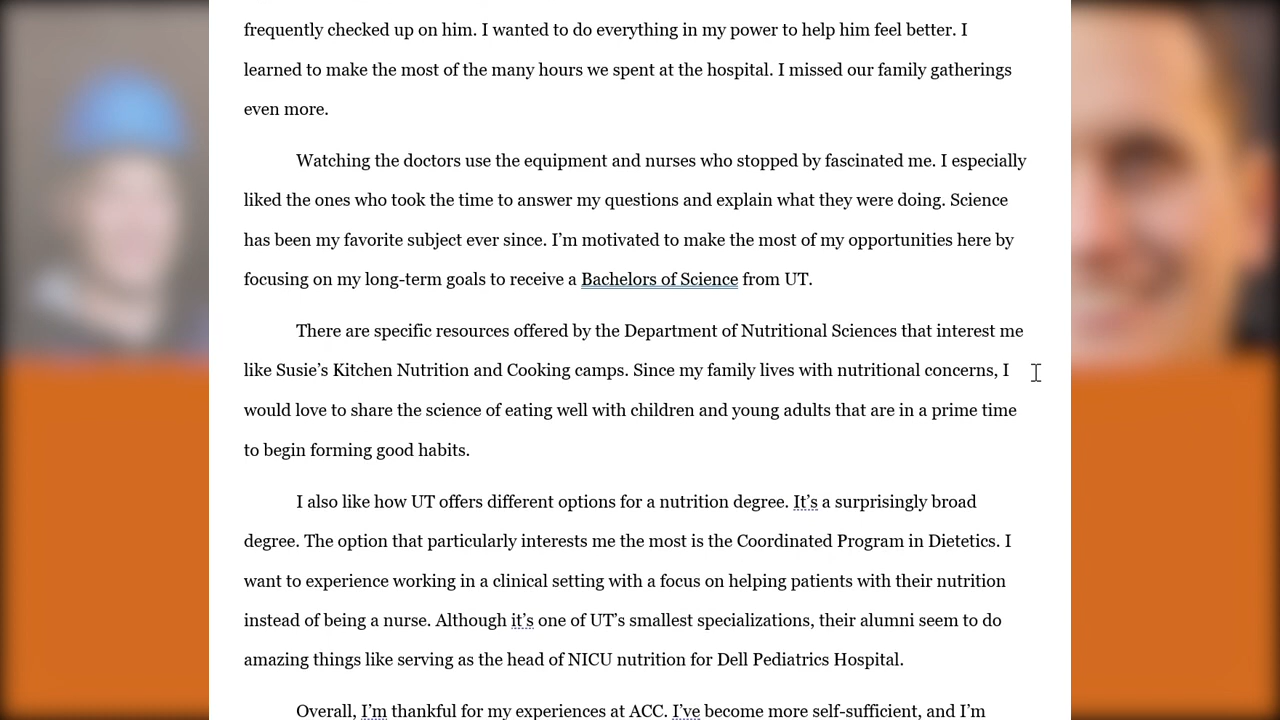 frequently checked up on him. I wanted to do everything in my power to help him feel better. I
learned to make the most of the many hours we spent at the hospital. I missed our family gatherings
even more.
Watching the doctors use the equipment and nurses who stopped by fascinated me. I especially
liked the ones who took the time to answer my questions and explain what they were doing. Science
has been my favorite subject ever since. I’m motivated to make the most of my opportunities here by
focusing on my long-term goals to receive a Bachelors of Science from UT.
There are specific resources offered by the Department of Nutritional Sciences that interest me
like Susie’s Kitchen Nutrition and Cooking camps. Since my family lives with nutritional concerns, I
would love to share the science of eating well with children and young adults that are in a prime time
to begin forming good habits.
I also like how UT offers different options for a nutrition degree. It’s a surprisingly broad
degree. The option that particularly interests me the most is the Coordinated Program in Dietetics. I
want to experience working in a clinical setting with a focus on helping patients with their nutrition
instead of being a nurse. Although it’s one of UT’s smallest specializations, their alumni seem to do
amazing things like serving as the head of NICU nutrition for Dell Pediatrics Hospital.
Overall, I’m thankful for my experiences at ACC. I’ve become more self-sufficient, and I’m